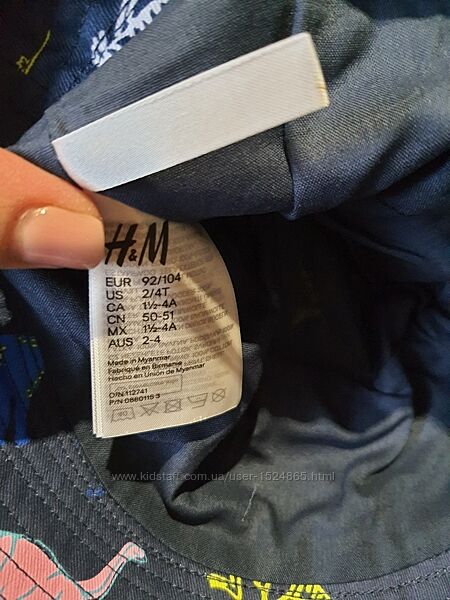 H&M
EUR 92/104
US 2/4T
CA 1½-4A
CN 50-51
MX 1½-4A
AUS 2-4
Made in Myanmar
Fabriqué en Birmanie
Hecho en Unión de Myanmar
O/N:112741
P/N 0860115 3
www.kidstaff.com.ua/user-1524865.html